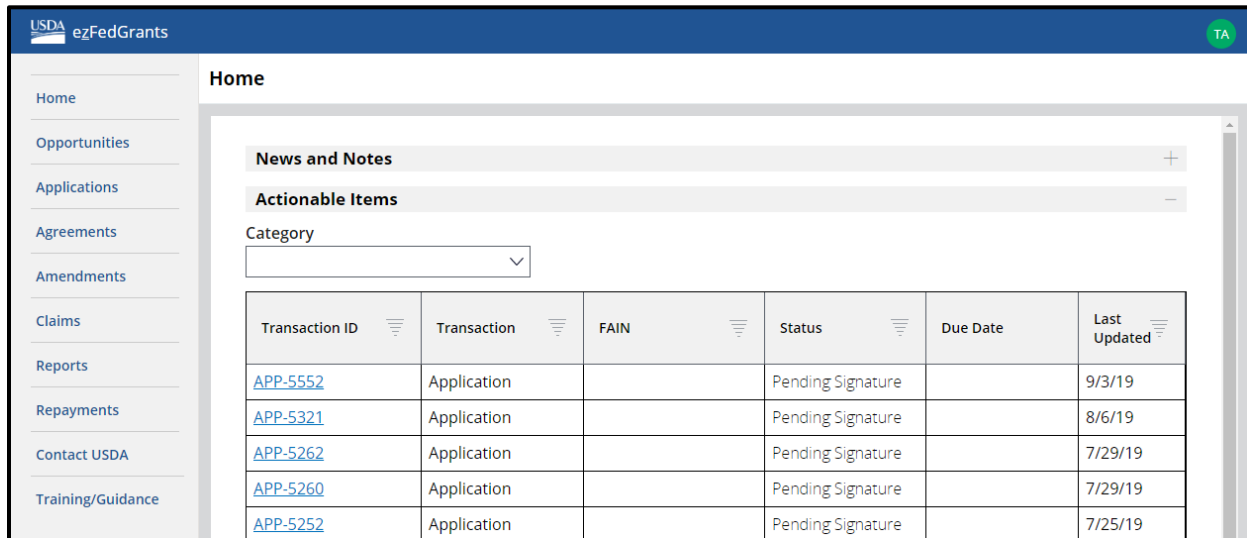 USDA ezFedGrants
TA
Home
Opportunities
Applications
Agreements
Amendments
Claims
Reports
Repayments
Contact USDA
Training/Guidance
Home
News and Notes
Actionable Items
Category
Transaction ID Transaction FAIN Status Due Date Last Updated
APP-5552 Application Pending Signature 9/3/19
APP-5321 Application Pending Signature 8/6/19
APP-5262 Application Pending Signature 7/29/19
APP-5260 Application Pending Signature 7/29/19
APP-5252 Application Pending Signature 7/25/19